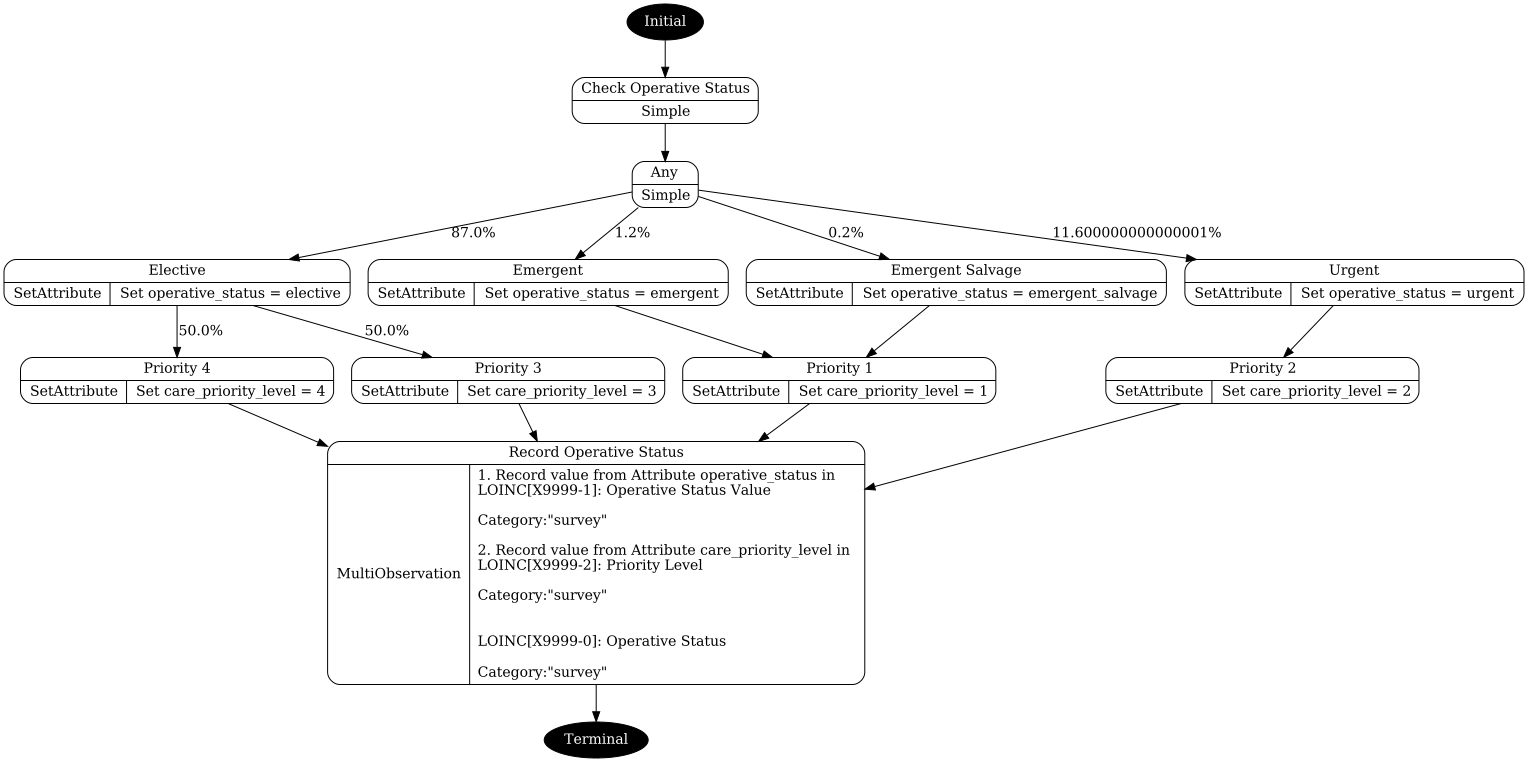 Initial
Check Operative Status
Simple
Any
Simple
87.0%
1.2%
0.2%
11.600000000000001%
Elective
SetAttribute
Set operative_status = elective
Emergent
SetAttribute
Set operative_status = emergent
Emergent Salvage
SetAttribute
Set operative_status = emergent_salvage
Urgent
SetAttribute
Set operative_status = urgent
50.0%
50.0%
Priority 4
SetAttribute
Set care_priority_level = 4
Priority 3
SetAttribute
Set care_priority_level = 3
Priority 1
SetAttribute
Set care_priority_level = 1
Priority 2
SetAttribute
Set care_priority_level = 2
Record Operative Status
MultiObservation
1. Record value from Attribute operative_status in
LOINC[X9999-1]: Operative Status Value
Category:"survey"
2. Record value from Attribute care_priority_level in
LOINC[X9999-2]: Priority Level
Category:"survey"
LOINC[X9999-0]: Operative Status
Category:"survey"
Terminal